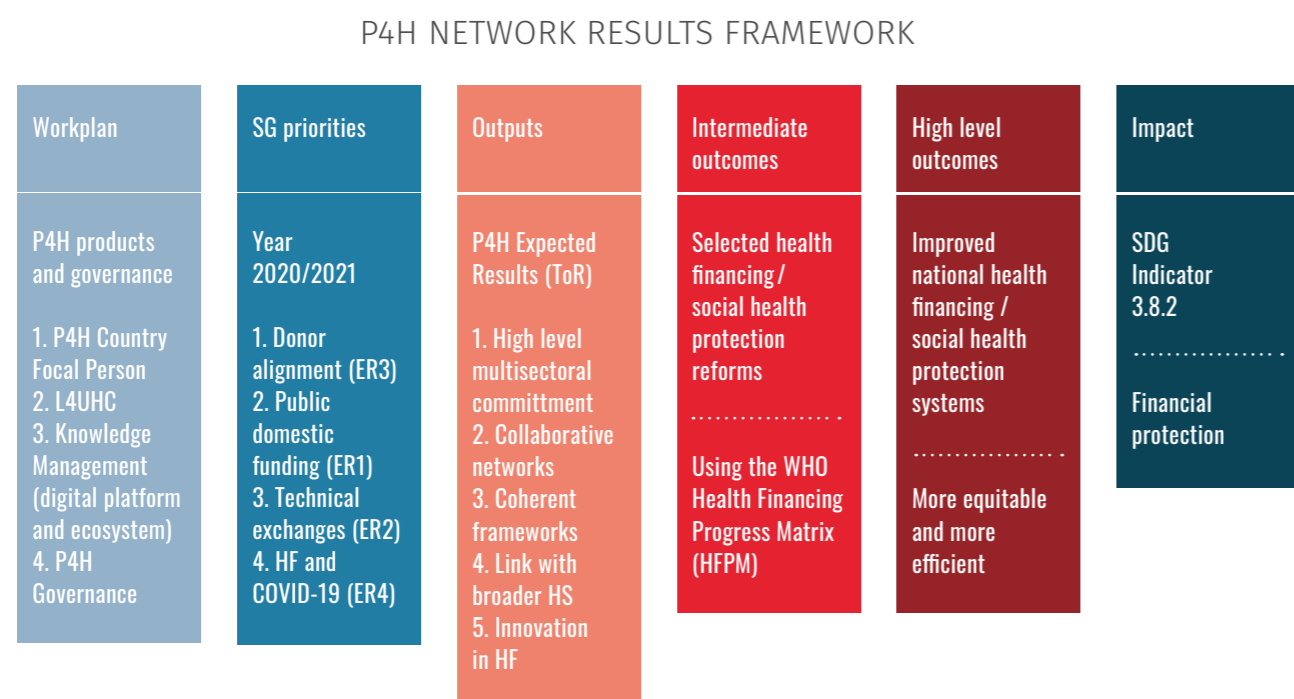 P4H NETWORK RESULTS FRAMEWORK
Workplan
P4H products
and governance
1. P4H Country
Focal Person
2. L4UHC
3. Knowledge
Management
(digital platform
and ecosystem)
4. P4H
Governance
SG priorities
Year
2020/2021
1. Donor
alignment (ER3)
2. Public
domestic
funding (ER1)
3. Technical
exchanges (ER2)
4. HF and
COVID-19 (ER4)
Outputs
P4H Expected
Results (ToR)
1. High level
multisectoral
committment
2. Collaborative
networks
3. Coherent
frameworks
4. Link with
broader HS
5. Innovation
in HF
Intermediate
outcomes
Selected health
financing /
social health
protection
reforms
Using the WHO
Health Financing
Progress Matrix
(HFPM)
High level
outcomes
Improved
national health
financing /
social health
protection
systems
More equitable
and more
efficient
Impact
SDG
Indicator
3.8.2
Financial
protection